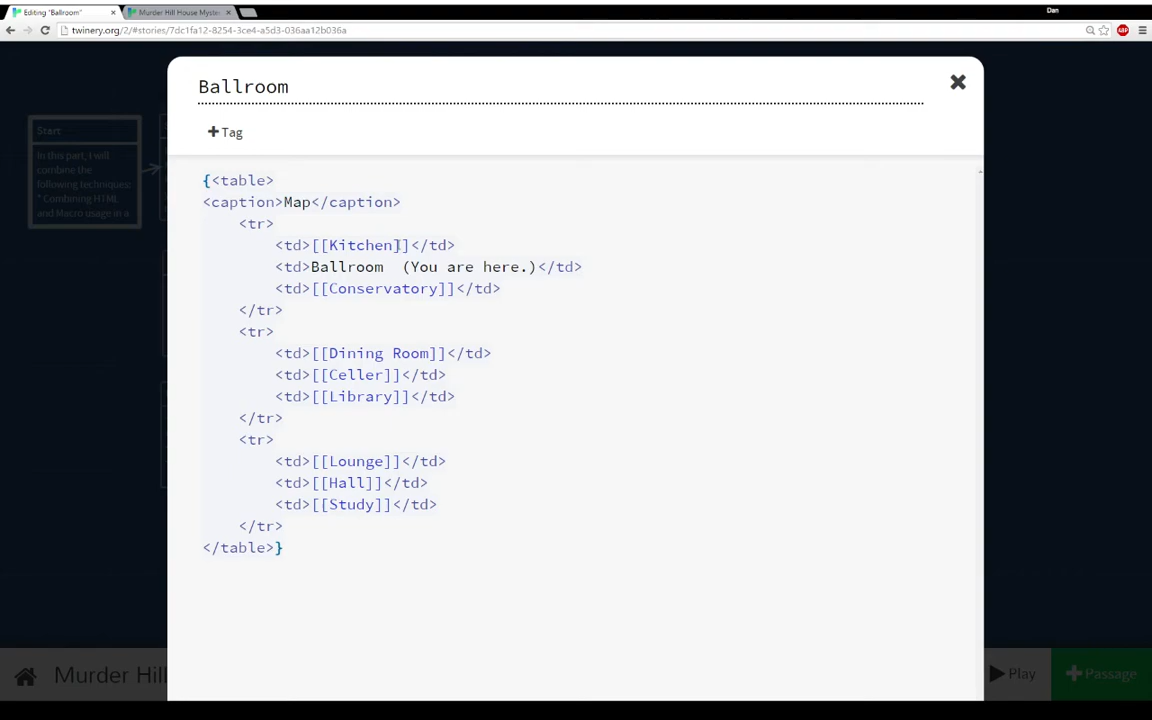 Dan
Editing "Ballroom"
Murder Hill House Myste
twinery.org/2/#stories/7dc1fa12-8254-3ce4-a5d3-036aa12b036a
ABP
Ballroom
+Tag
Start
In this part, I will
combine the
following techniques:
* Combining HTML
and Macro usage in a
{<table>
<caption>Map</caption>
<tr>
<td>[[Kitchen]]</td>
<td>Ballroom  (You are here.)</td>
<td>[[Conservatory]]</td>
</tr>
<tr>
<td>[[Dining Room]]</td>
<td>[[Celler]]</td>
<td>[[Library]]</td>
</tr>
<tr>
<td>[[Lounge]]</td>
<td>[[Hall]]</td>
<td>[[Study]]</td>
</tr>
</table>}
Murder Hill
Play
+Passage